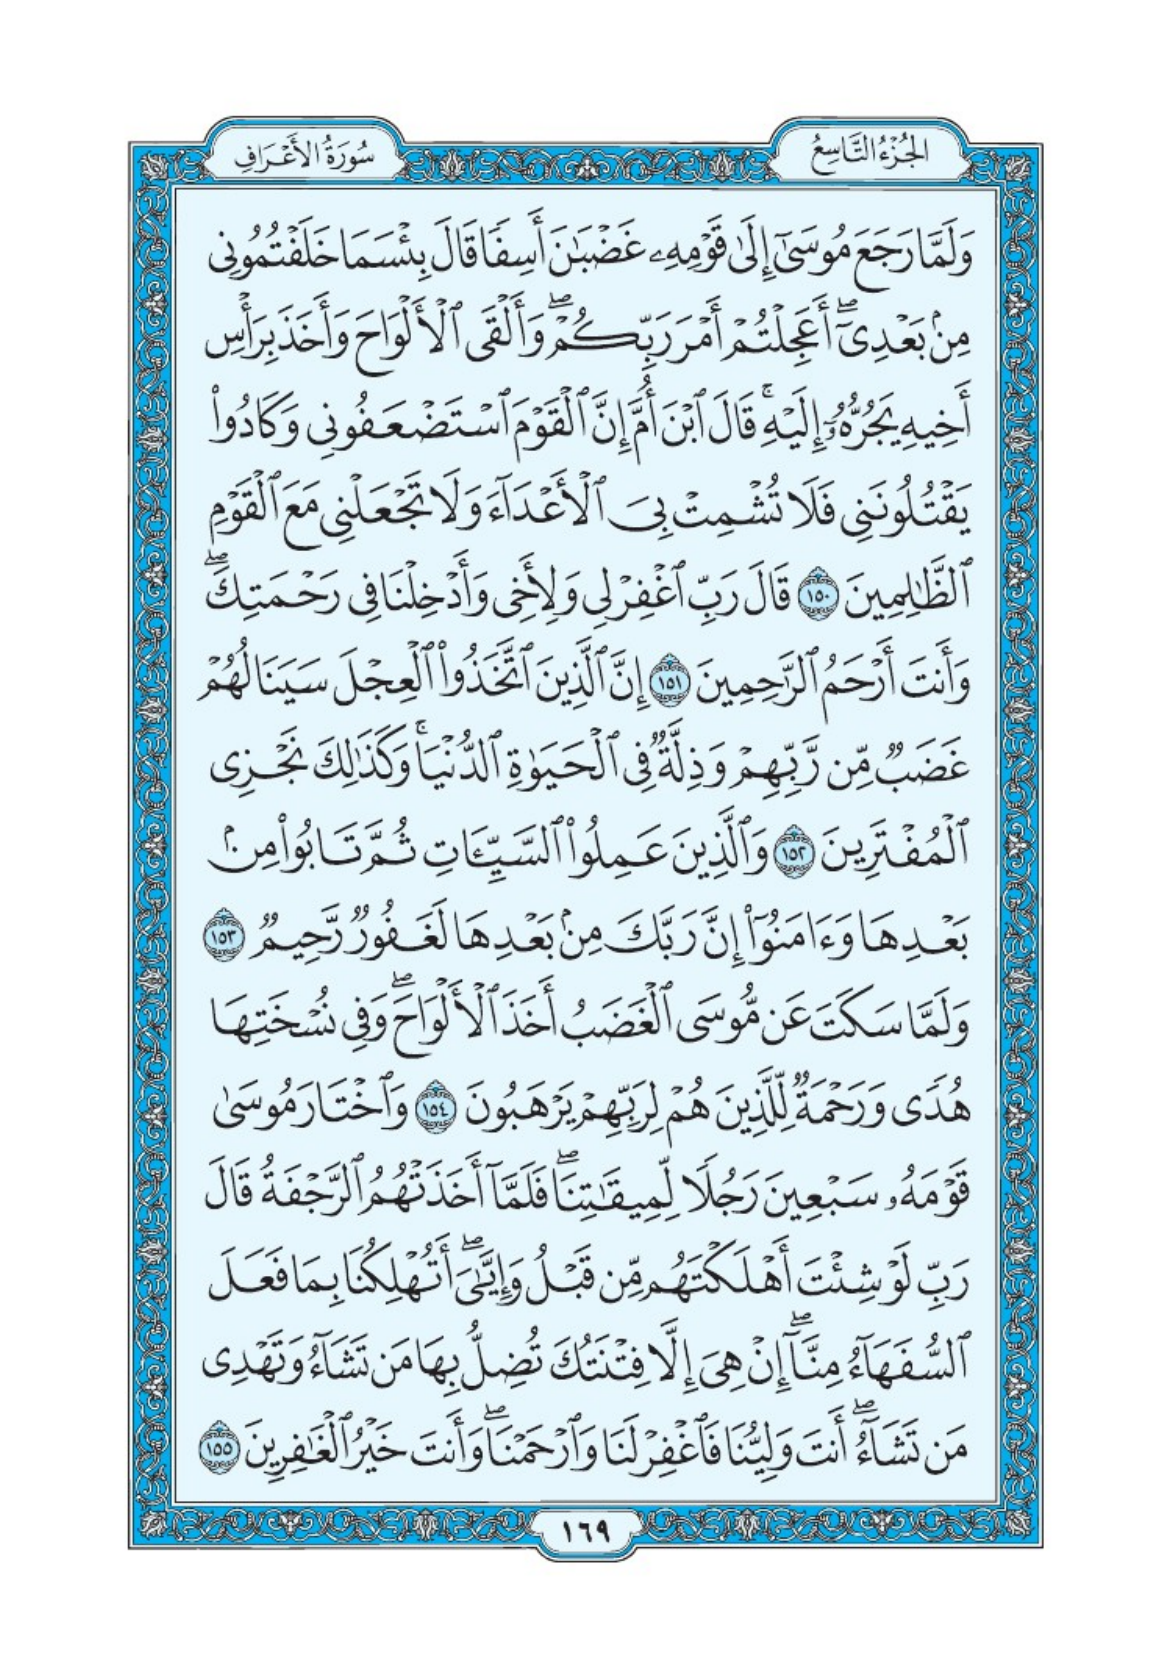 الجُزْءُ التَّاسِعُ
سُورَةُ الأَعْرَافِ
وَلَمَّا رَجَعَ مُوسَىٰٓ إِلَىٰ قَوْمِهِۦ غَضْبَٰنَ أَسِفٗا قَالَ بِئۡسَمَا خَلَفۡتُمُونِي
مِنۢ بَعۡدِيٓۖ أَعَجِلۡتُمۡ أَمۡرَ رَبِّكُمۡۖ وَأَلۡقَى ٱلۡأَلۡوَاحَ وَأَخَذَ بِرَأۡسِ
أَخِيهِ يَجُرُّهُۥٓ إِلَيۡهِۚ قَالَ ٱبۡنَ أُمَّ إِنَّ ٱلۡقَوۡمَ ٱسۡتَضۡعَفُونِي وَكَادُواْ
يَقۡتُلُونَنِي فَلَا تُشۡمِتۡ بِيَ ٱلۡأَعۡدَآءَ وَلَا تَجۡعَلۡنِي مَعَ ٱلۡقَوۡمِ
ٱلظَّٰلِمِينَ ١٥٠ قَالَ رَبِّ ٱغۡفِرۡ لِي وَلِأَخِي وَأَدۡخِلۡنَا فِي رَحۡمَتِكَۖ
وَأَنتَ أَرۡحَمُ ٱلرَّٰحِمِينَ ١٥١ إِنَّ ٱلَّذِينَ ٱتَّخَذُواْ ٱلۡعِجۡلَ سَيَنَالُهُمۡ
غَضَبٞ مِّن رَّبِّهِمۡ وَذِلَّةٞ فِي ٱلۡحَيَوٰةِ ٱلدُّنۡيَاۚ وَكَذَٰلِكَ نَجۡزِي
ٱلۡمُفۡتَرِينَ ١٥٢ وَٱلَّذِينَ عَمِلُواْ ٱلسَّيِّـَٔاتِ ثُمَّ تَابُواْ مِنۢ
بَعۡدِهَا وَءَامَنُوٓاْ إِنَّ رَبَّكَ مِنۢ بَعۡدِهَا لَغَفُورٞ رَّحِيمٞ ١٥٣
وَلَمَّا سَكَتَ عَن مُّوسَى ٱلۡغَضَبُ أَخَذَ ٱلۡأَلۡوَاحَۖ وَفِي نُسۡخَتِهَا
هُدٗى وَرَحۡمَةٞ لِّلَّذِينَ هُمۡ لِرَبِّهِمۡ يَرۡهَبُونَ ١٥٤ وَٱخۡتَارَ مُوسَىٰ
قَوۡمَهُۥ سَبۡعِينَ رَجُلٗا لِّمِيقَٰتِنَاۖ فَلَمَّآ أَخَذَتۡهُمُ ٱلرَّجۡفَةُ قَالَ
رَبِّ لَوۡ شِئۡتَ أَهۡلَكۡتَهُم مِّن قَبۡلُ وَإِيَّٰيَۖ أَتُهۡلِكُنَا بِمَا فَعَلَ
ٱلسُّفَهَآءُ مِنَّآۖ إِنۡ هِيَ إِلَّا فِتۡنَتُكَ تُضِلُّ بِهَا مَن تَشَآءُ وَتَهۡدِي
مَن تَشَآءُۖ أَنتَ وَلِيُّنَا فَٱغۡفِرۡ لَنَا وَٱرۡحَمۡنَاۖ وَأَنتَ خَيۡرُ ٱلۡغَٰفِرِينَ ١٥٥
١٦٩